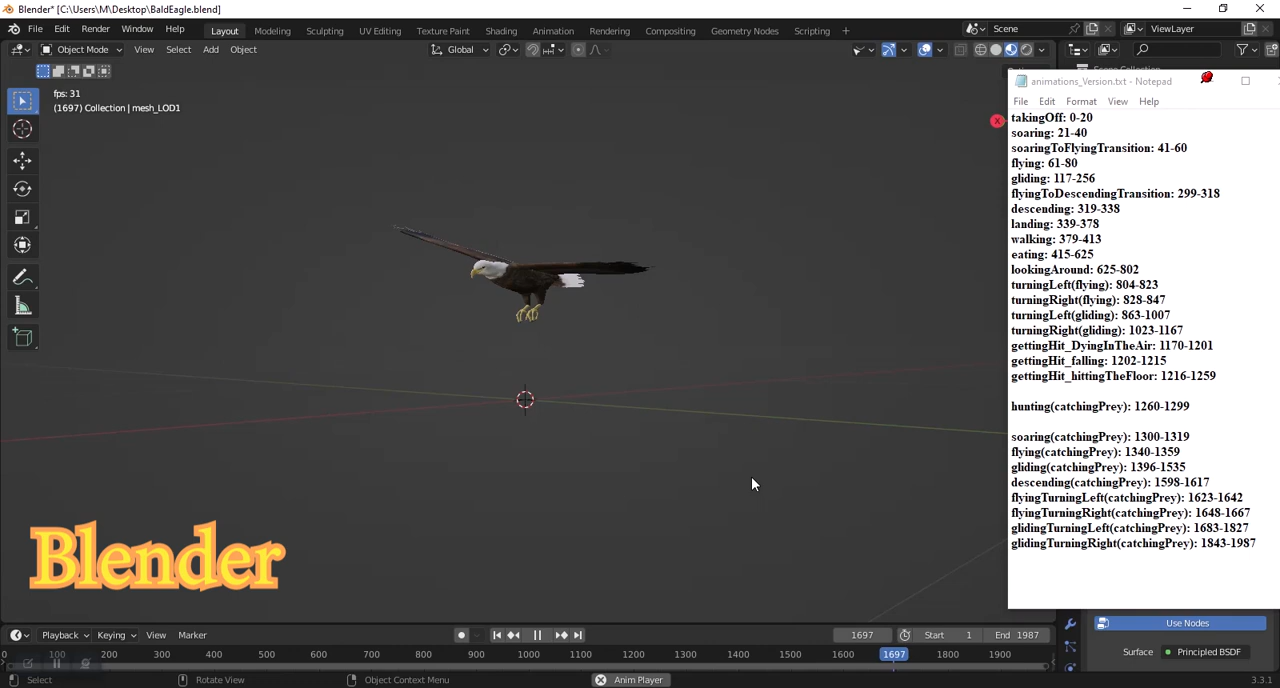 Blender* [C:\Users\M\Desktop\BaldEagle.blend]
File Edit Render Window Help Layout Modeling Sculpting UV Editing Texture Paint Shading Animation Rendering Compositing Geometry Nodes Scripting + Scene ViewLayer
Object Mode View Select Add Object Global
fps: 31
(1697) Collection | mesh_LOD1
animations_Version.txt - Notepad
File Edit Format View Help
takingOff: 0-20
soaring: 21-40
soaringToFlyingTransition: 41-60
flying: 61-80
gliding: 117-256
flyingToDescendingTransition: 299-318
descending: 319-338
landing: 339-378
walking: 379-413
eating: 415-625
lookingAround: 625-802
turningLeft(flying): 804-823
turningRight(flying): 828-847
turningLeft(gliding): 863-1007
turningRight(gliding): 1023-1167
gettingHit_DyingInTheAir: 1170-1201
gettingHit_falling: 1202-1215
gettingHit_hittingTheFloor: 1216-1259
hunting(catchingPrey): 1260-1299
soaring(catchingPrey): 1300-1319
flying(catchingPrey): 1340-1359
gliding(catchingPrey): 1396-1535
descending(catchingPrey): 1598-1617
flyingTurningLeft(catchingPrey): 1623-1642
flyingTurningRight(catchingPrey): 1648-1667
glidingTurningLeft(catchingPrey): 1683-1827
glidingTurningRight(catchingPrey): 1843-1987
Blender
Use Nodes
Surface Principled BSDF
Playback Keying View Marker 1697 Start 1 End 1987
0 100 200 300 400 500 600 700 800 900 1000 1100 1200 1300 1400 1500 1600 1697 1800 1900
Select Rotate View Object Context Menu Anim Player 3.3.1